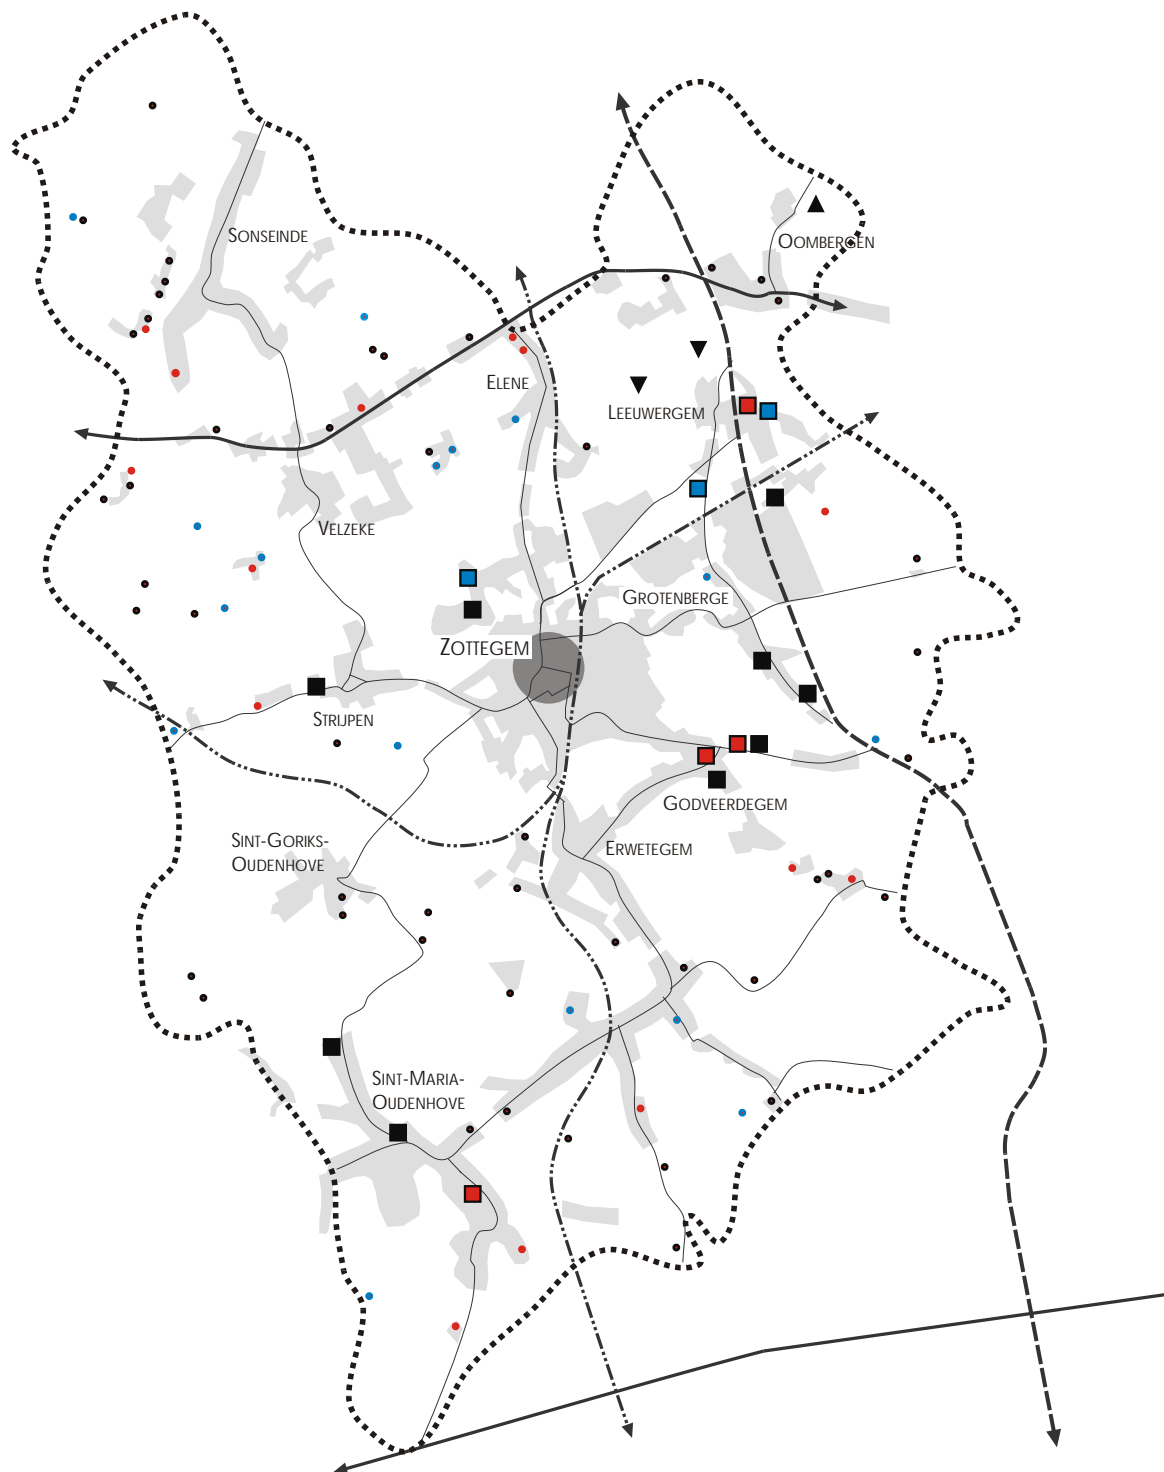 SONSEINDE
OOMBERGEN
ELENE
LEEUWERGEM
VELZEKE
GROTENBERGE
ZOTTEGEM
STRIJPEN
GODVEERDEGEM
SINT-GORIKS-
OUDENHOVE
ERWETEGEM
SINT-MARIA-
OUDENHOVE